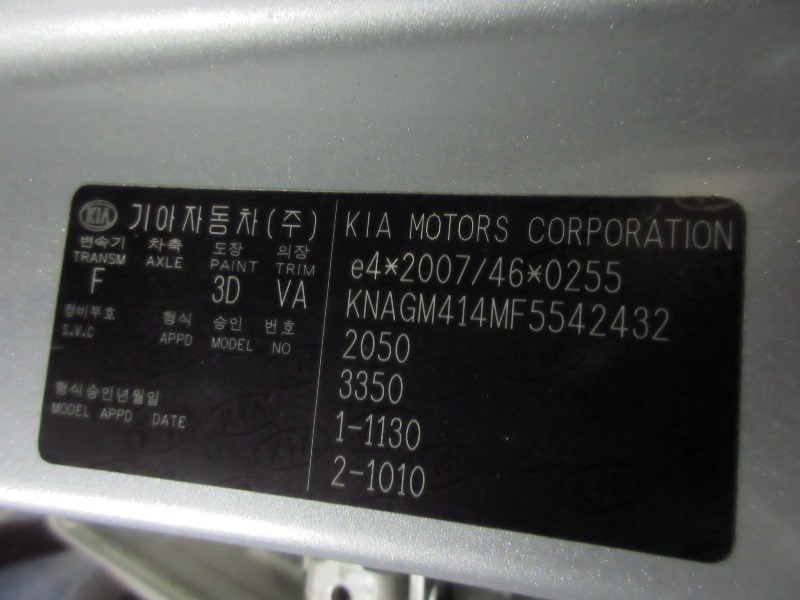 KIA 기아자동차(주)
변속기 차축 도장 의장
TRANSM AXLE PAINT TRIM
F 3D VA
정비부호 형식 승인 번호
S.V.C APPD MODEL NO
형식승인년월일
MODEL APPD DATE
KIA MOTORS CORPORATION
e4*2007/46*0255
KNAGM414MF5542432
2050
3350
1-1130
2-1010